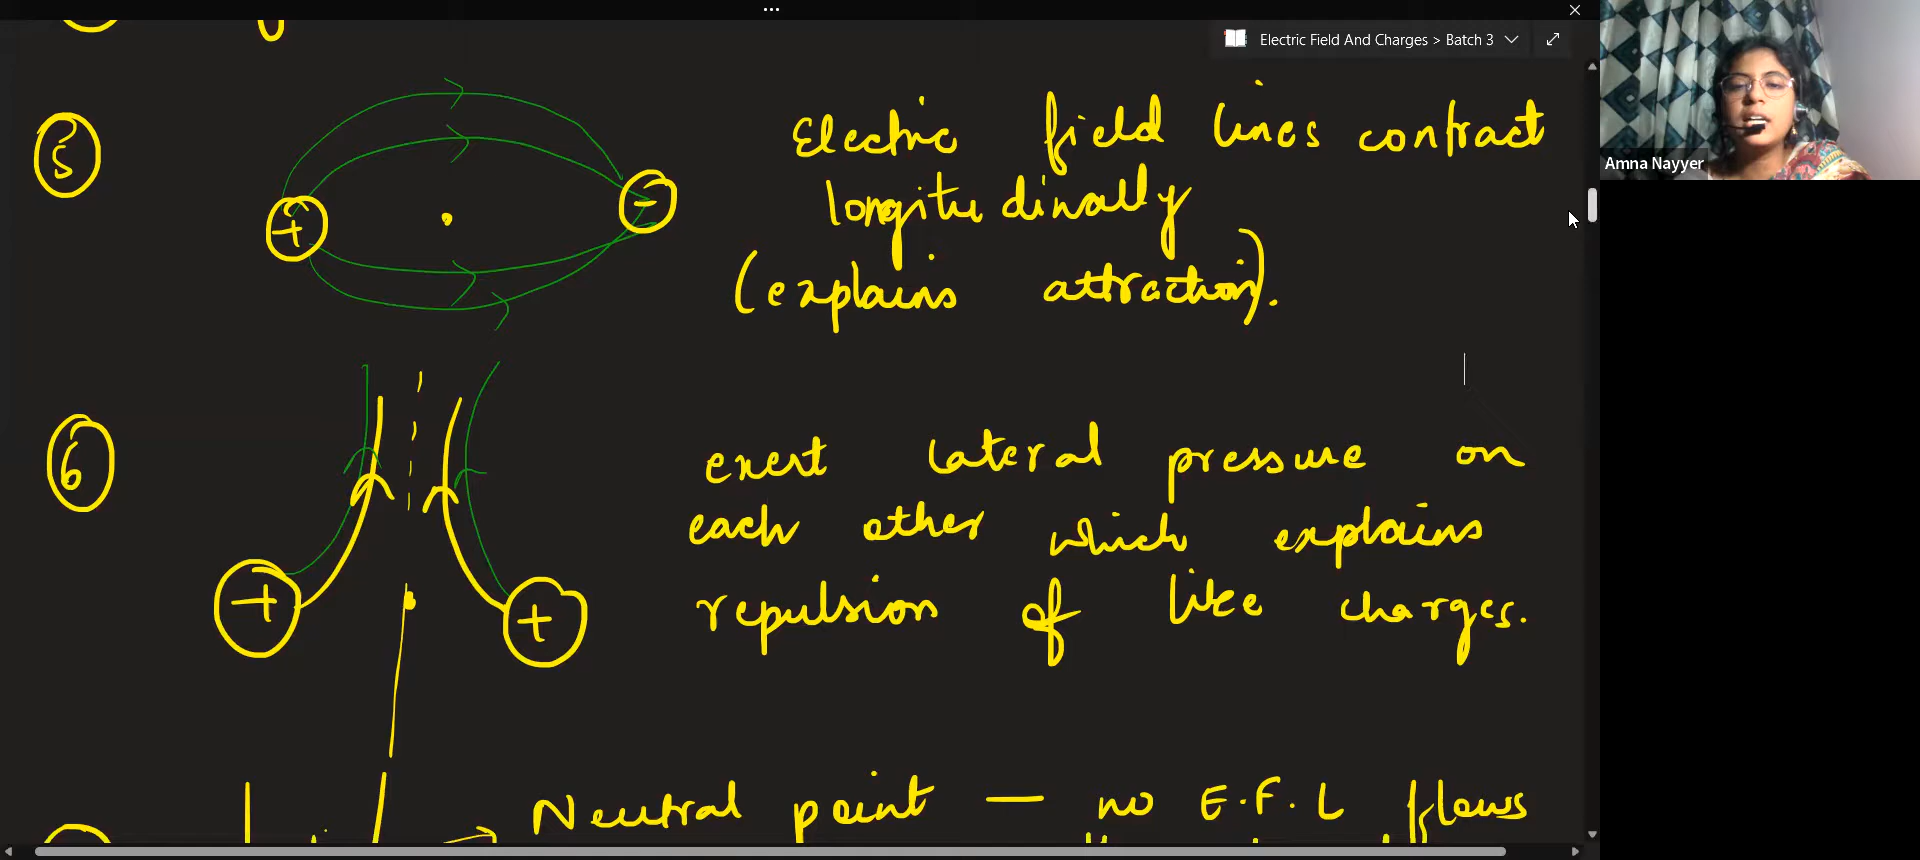 Electric Field And Charges > Batch 3
Amna Nayyer
5
Electric field lines contract
longitudinally
(explains attraction).
+
-
6
exert lateral pressure on
each other which explains
repulsion of like charges.
+
+
Neutral point — no E.F.L flows